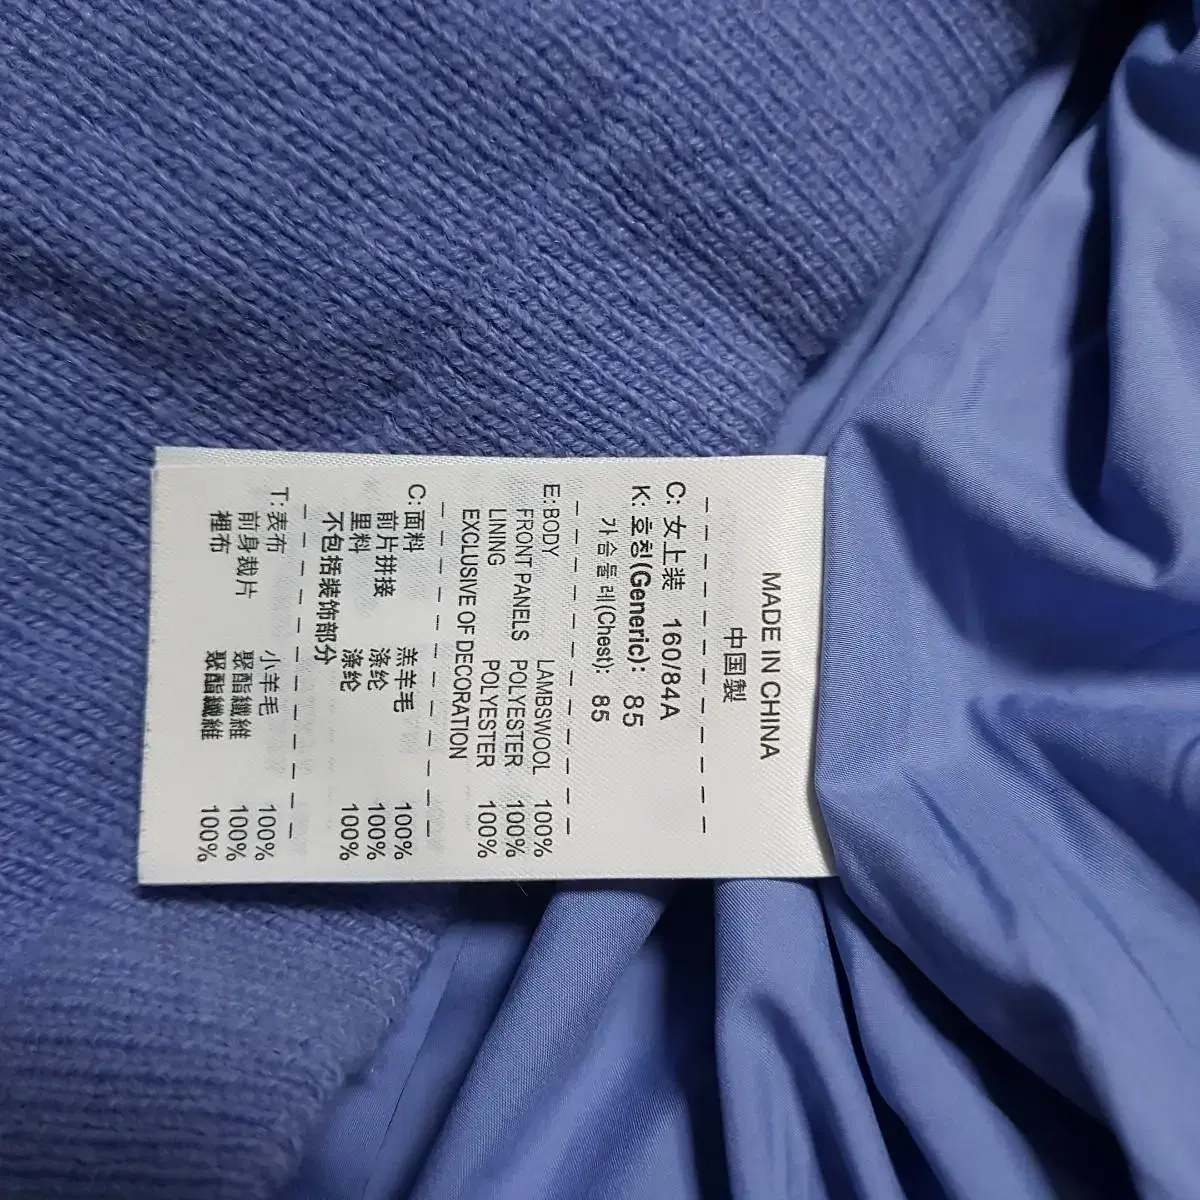 MADE IN CHINA
中国製
C: 女上装 160/84A
K: 호칭(Generic): 85
가슴둘레(Chest): 85
E: BODY LAMBSWOOL 100%
FRONT PANELS POLYESTER 100%
LINING POLYESTER 100%
EXCLUSIVE OF DECORATION
C: 面料 羔羊毛 100%
前片拼接 涤纶 100%
里料 涤纶 100%
不包括装饰部分
T: 表布 小羊毛 100%
前身裁片 聚酯纖維 100%
裡布 聚酯纖維 100%